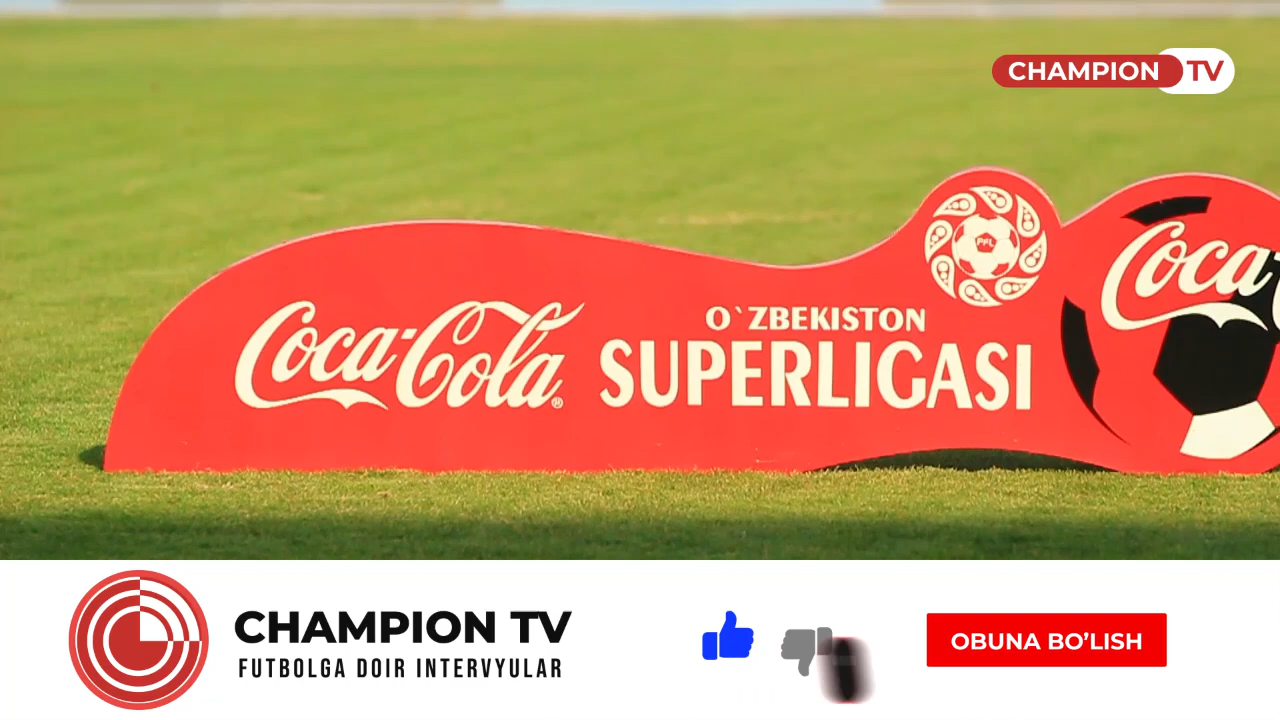 CHAMPION TV
PFL
Coca
Coca-Cola®
O`ZBEKISTON
SUPERLIGASI
CHAMPION TV
FUTBOLGA DOIR INTERVYULAR
OBUNA BO’LISH